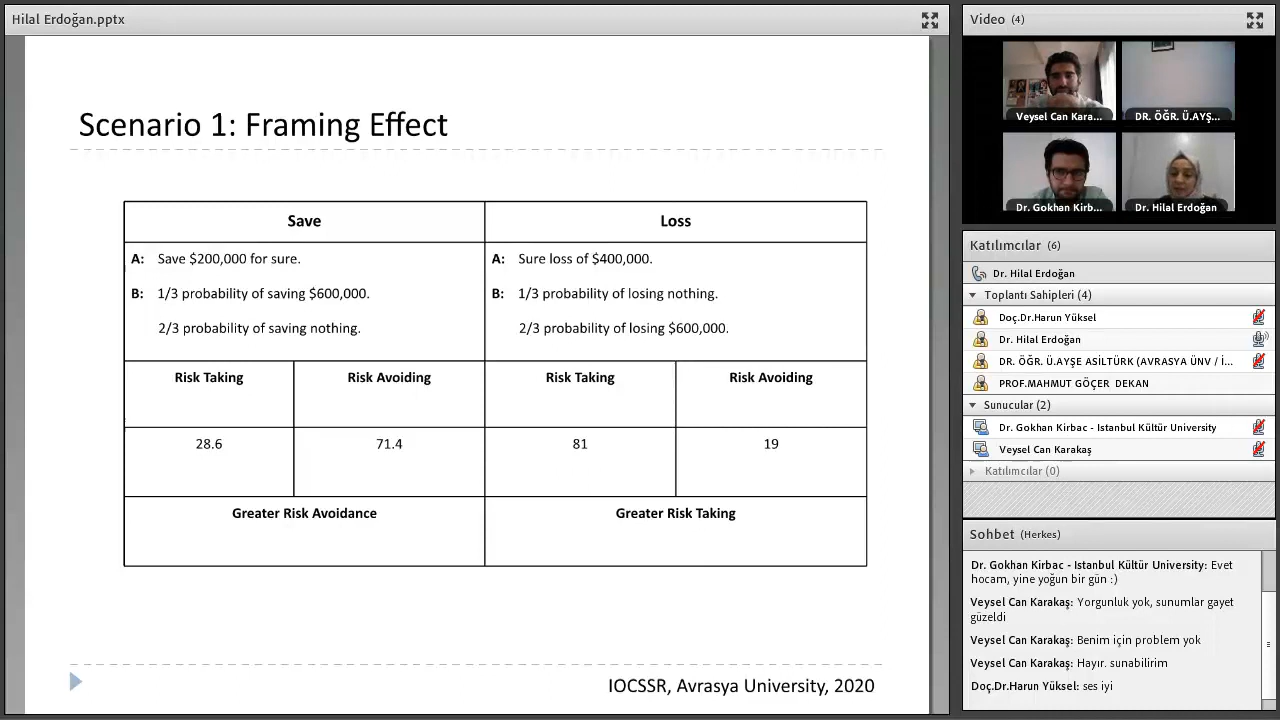 Hilal Erdoğan.pptx
Scenario 1: Framing Effect
Save
Loss
A: Save $200,000 for sure.
B: 1/3 probability of saving $600,000.
2/3 probability of saving nothing.
A: Sure loss of $400,000.
B: 1/3 probability of losing nothing.
2/3 probability of losing $600,000.
Risk Taking
Risk Avoiding
Risk Taking
Risk Avoiding
28.6
71.4
81
19
Greater Risk Avoidance
Greater Risk Taking
IOCSSR, Avrasya University, 2020
Video (4)
Veysel Can Kara...
DR. ÖĞR. Ü.AYŞ...
Dr. Gokhan Kirb...
Dr. Hilal Erdoğan
Katılımcılar (6)
Dr. Hilal Erdoğan
Toplantı Sahipleri (4)
Doç.Dr.Harun Yüksel
Dr. Hilal Erdoğan
DR. ÖĞR. Ü.AYŞE ASİLTÜRK (AVRASYA ÜNV / İ...
PROF.MAHMUT GÖÇER DEKAN
Sunucular (2)
Dr. Gokhan Kirbac - Istanbul Kültür University
Veysel Can Karakaş
Katılımcılar (0)
Sohbet (Herkes)
Dr. Gokhan Kirbac - Istanbul Kültür University: Evet
hocam, yine yoğun bir gün :)
Veysel Can Karakaş: Yorgunluk yok, sunumlar gayet
güzeldi
Veysel Can Karakaş: Benim için problem yok
Veysel Can Karakaş: Hayır. sunabilirim
Doç.Dr.Harun Yüksel: ses iyi